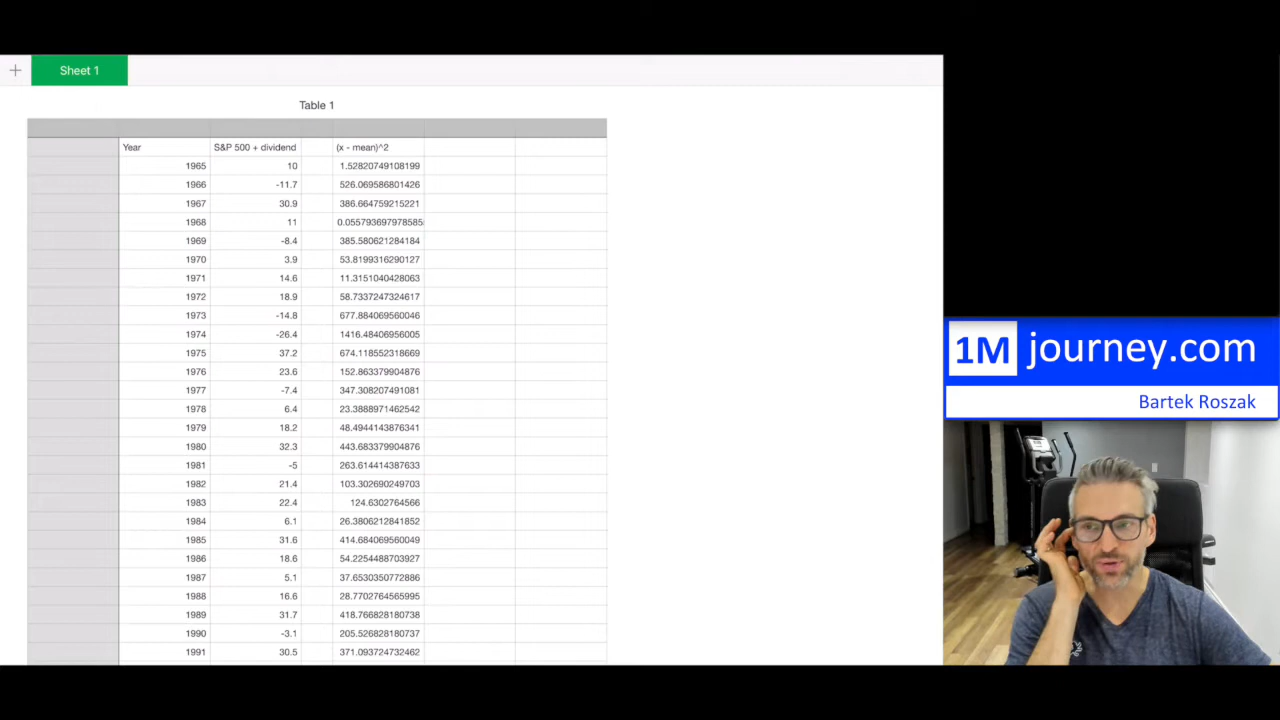 Sheet 1
Table 1
Year S&P 500 + dividend (x - mean)^2
1965 10 1.52820749108199
1966 -11.7 526.069586801426
1967 30.9 386.664759215221
1968 11 0.055793697978585
1969 -8.4 385.580621284184
1970 3.9 53.8199316290127
1971 14.6 11.3151040428063
1972 18.9 58.7337247324617
1973 -14.8 677.884069560046
1974 -26.4 1416.48406956005
1975 37.2 674.118552318669
1976 23.6 152.863379904876
1977 -7.4 347.308207491081
1978 6.4 23.3888971462542
1979 18.2 48.4944143876341
1980 32.3 443.683379904876
1981 -5 263.614414387633
1982 21.4 103.302690249703
1983 22.4 124.6302764566
1984 6.1 26.3806212841852
1985 31.6 414.684069560049
1986 18.6 54.2254488703927
1987 5.1 37.6530350772886
1988 16.6 28.7702764565995
1989 31.7 418.766828180738
1990 -3.1 205.526828180737
1991 30.5 371.093724732462
1M journey.com
Bartek Roszak